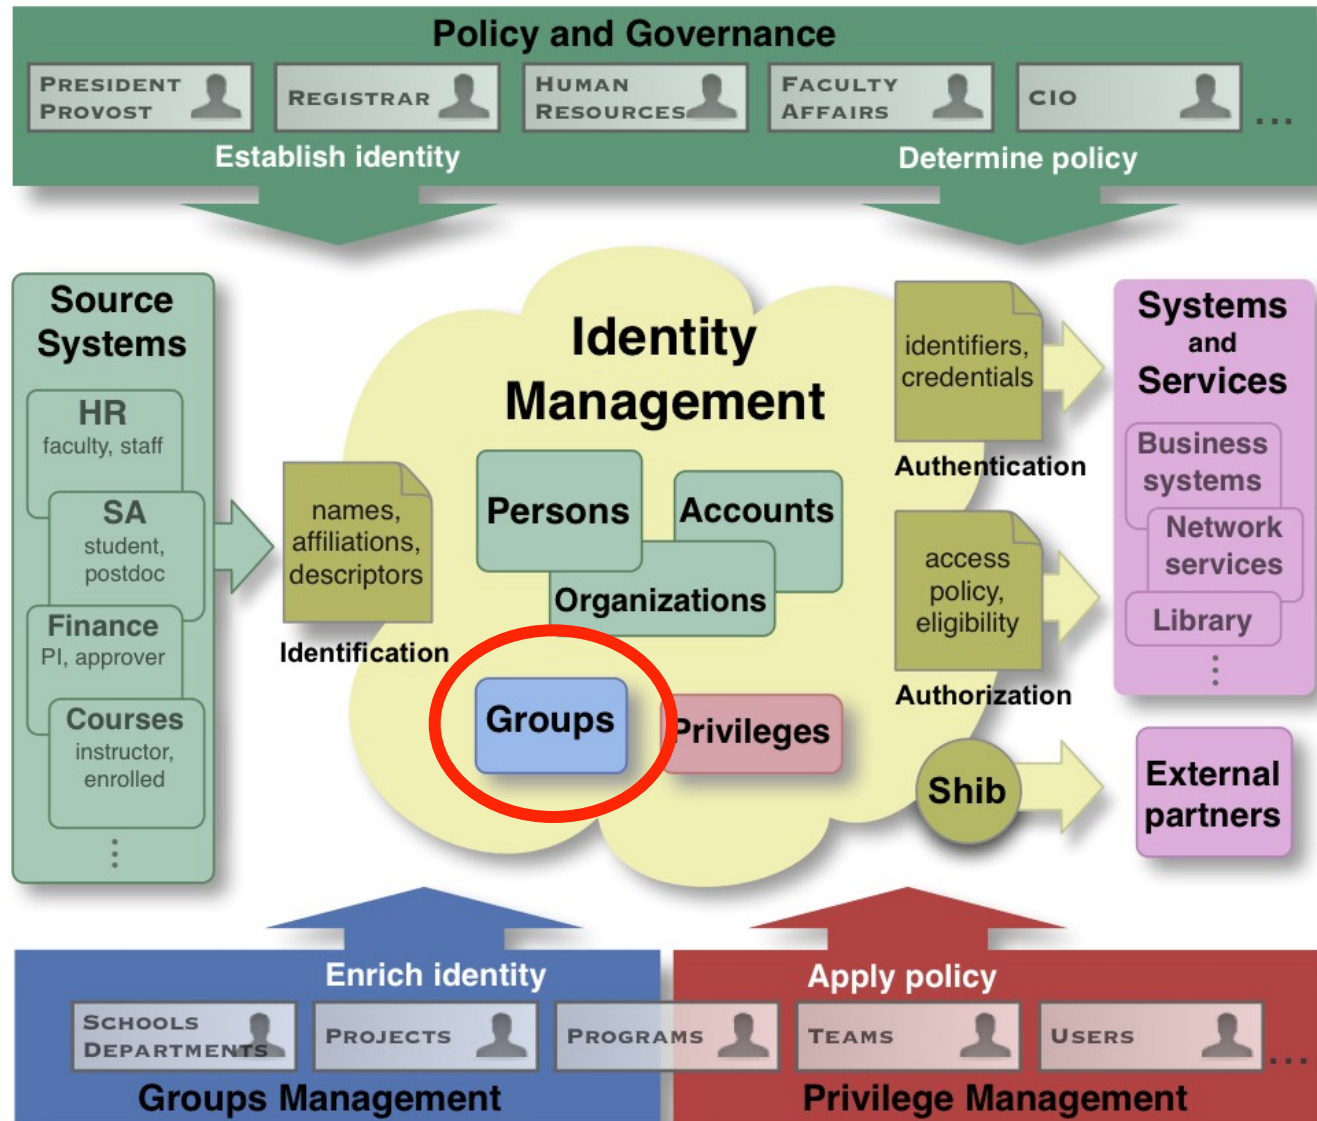 Policy and Governance
PRESIDENT
PROVOST
REGISTRAR
HUMAN
RESOURCES
FACULTY
AFFAIRS
CIO
...
Establish identity
Determine policy
Source
Systems
HR
faculty, staff
SA
student,
postdoc
Finance
PI, approver
Courses
instructor,
enrolled
names,
affiliations,
descriptors
Identification
Identity
Management
Persons
Accounts
Organizations
Groups
Privileges
identifiers,
credentials
Authentication
access
policy,
eligibility
Authorization
Shib
Systems
and
Services
Business
systems
Network
services
Library
External
partners
Enrich identity
Apply policy
SCHOOLS
DEPARTMENTS
PROJECTS
PROGRAMS
TEAMS
USERS
...
Groups Management
Privilege Management